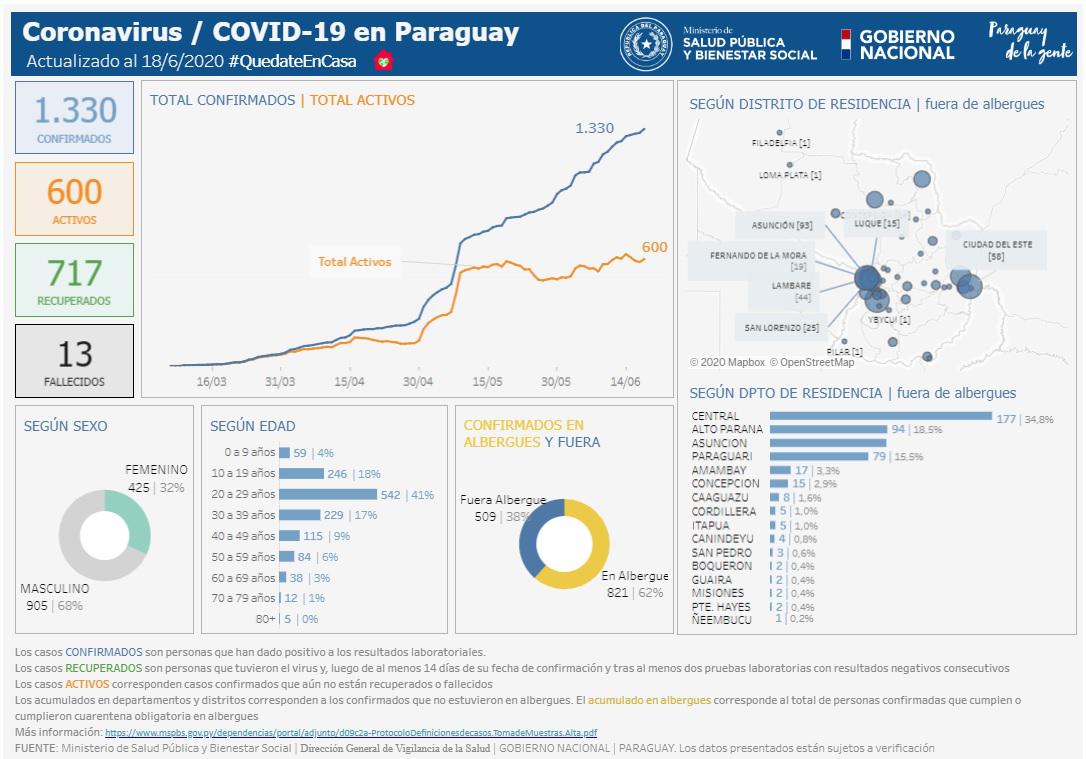 Coronavirus / COVID-19 en Paraguay
Actualizado al 18/6/2020 #QuedateEnCasa
REPUBLICA DEL PARAGUAY
Ministerio de
SALUD PÚBLICA
Y BIENESTAR SOCIAL
GOBIERNO
NACIONAL
Paraguay
de la gente
1.330
CONFIRMADOS
600
ACTIVOS
717
RECUPERADOS
13
FALLECIDOS
TOTAL CONFIRMADOS | TOTAL ACTIVOS
1.330
600
Total Activos
16/03 31/03 15/04 30/04 15/05 30/05 14/06
SEGÚN DISTRITO DE RESIDENCIA | fuera de albergues
FILADELFIA [1]
LOMA PLATA [1]
ASUNCIÓN [93]
LUQUE [15]
FERNANDO DE LA MORA
[19]
CIUDAD DEL ESTE
[58]
LAMBARE
[44]
SAN LORENZO [25]
YBYCUI [1]
PILAR [1]
© 2020 Mapbox © OpenStreetMap
SEGÚN SEXO
FEMENINO
425 | 32%
MASCULINO
905 | 68%
SEGÚN EDAD
0 a 9 años 59 | 4%
10 a 19 años 246 | 18%
20 a 29 años 542 | 41%
30 a 39 años 229 | 17%
40 a 49 años 115 | 9%
50 a 59 años 84 | 6%
60 a 69 años 38 | 3%
70 a 79 años 12 | 1%
80+ 5 | 0%
CONFIRMADOS EN
ALBERGUES Y FUERA
Fuera Albergue
509 | 38%
En Albergue
821 | 62%
SEGÚN DPTO DE RESIDENCIA | fuera de albergues
CENTRAL 177 | 34,8%
ALTO PARANA 94 | 18,5%
ASUNCION
PARAGUARI 79 | 15,5%
AMAMBAY 17 | 3,3%
CONCEPCION 15 | 2,9%
CAAGUAZU 8 | 1,6%
CORDILLERA 5 | 1,0%
ITAPUA 5 | 1,0%
CANINDEYU 4 | 0,8%
SAN PEDRO 3 | 0,6%
BOQUERON 2 | 0,4%
GUAIRA 2 | 0,4%
MISIONES 2 | 0,4%
PTE. HAYES 2 | 0,4%
ÑEEMBUCU 1 | 0,2%
Los casos CONFIRMADOS son personas que han dado positivo a los resultados laboratoriales.
Los casos RECUPERADOS son personas que tuvieron el virus y, luego de al menos 14 días de su fecha de confirmación y tras al menos dos pruebas laboratorias con resultados negativos consecutivos
Los casos ACTIVOS corresponden casos confirmados que aún no están recuperados o fallecidos
Los acumulados en departamentos y distritos corresponden a los confirmados que no estuvieron en albergues. El acumulado en albergues corresponde al total de personas confirmadas que cumplen o
cumplieron cuarentena obligatoria en albergues
Más información: https://www.mspbs.gov.py/dependencias/portal/adjunto/d09c2a-ProtocoloDefinicionesdecasos.TomadeMuestras.Alta.pdf
FUENTE: Ministerio de Salud Pública y Bienestar Social | Dirección General de Vigilancia de la Salud | GOBIERNO NACIONAL | PARAGUAY. Los datos presentados están sujetos a verificación